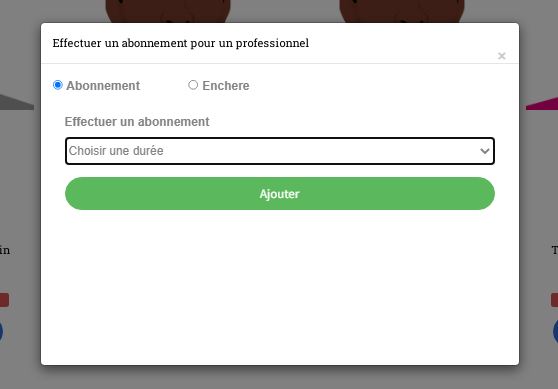 Effectuer un abonnement pour un professionnel
×
Abonnement Enchere
Effectuer un abonnement
Choisir une durée
Ajouter
in
T